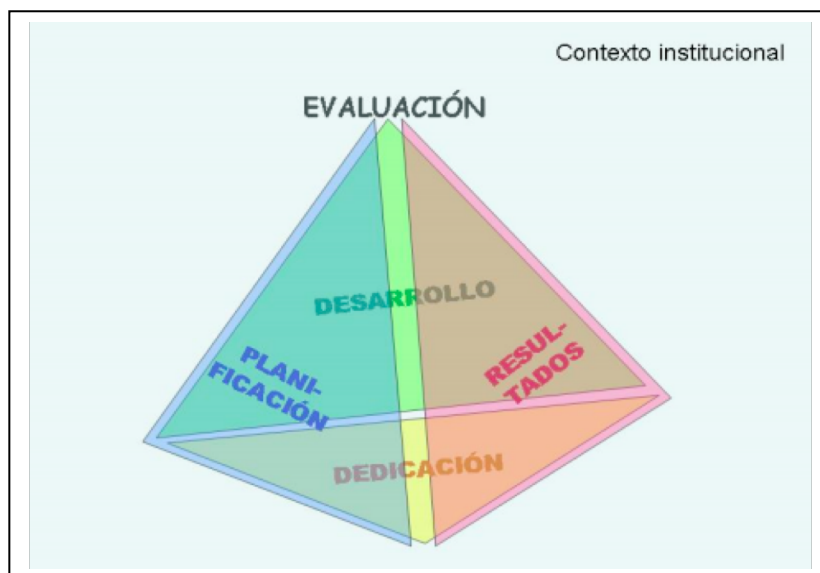 Contexto institucional
EVALUACIÓN
DESARROLLO
PLANI-
FICACIÓN
RESUL-
TADOS
DEDICACIÓN